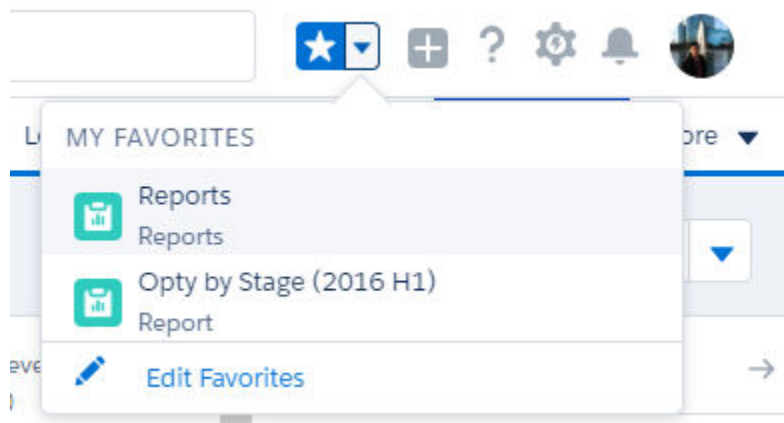 MY FAVORITES
Reports
Reports
Opty by Stage (2016 H1)
Report
Edit Favorites